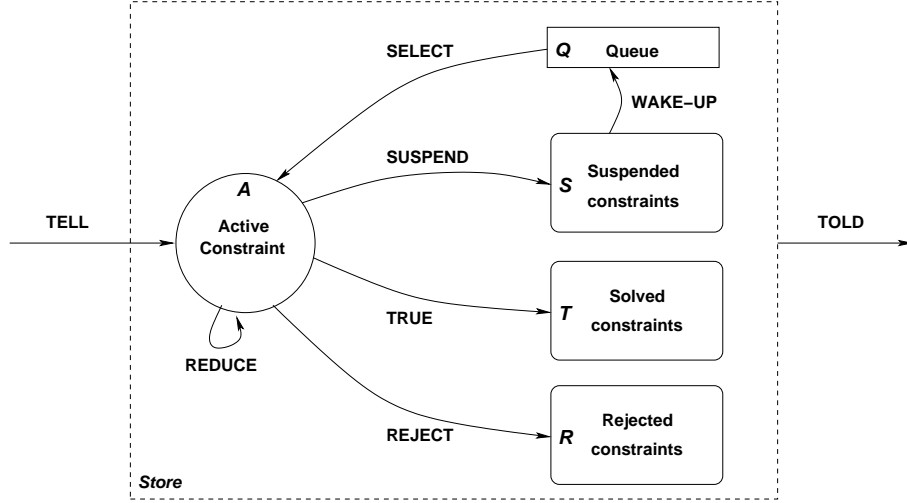 SELECT
Q Queue
WAKE–UP
SUSPEND
S Suspended
constraints
A
Active
Constraint
TELL
TOLD
T Solved
constraints
TRUE
REDUCE
R Rejected
constraints
REJECT
Store